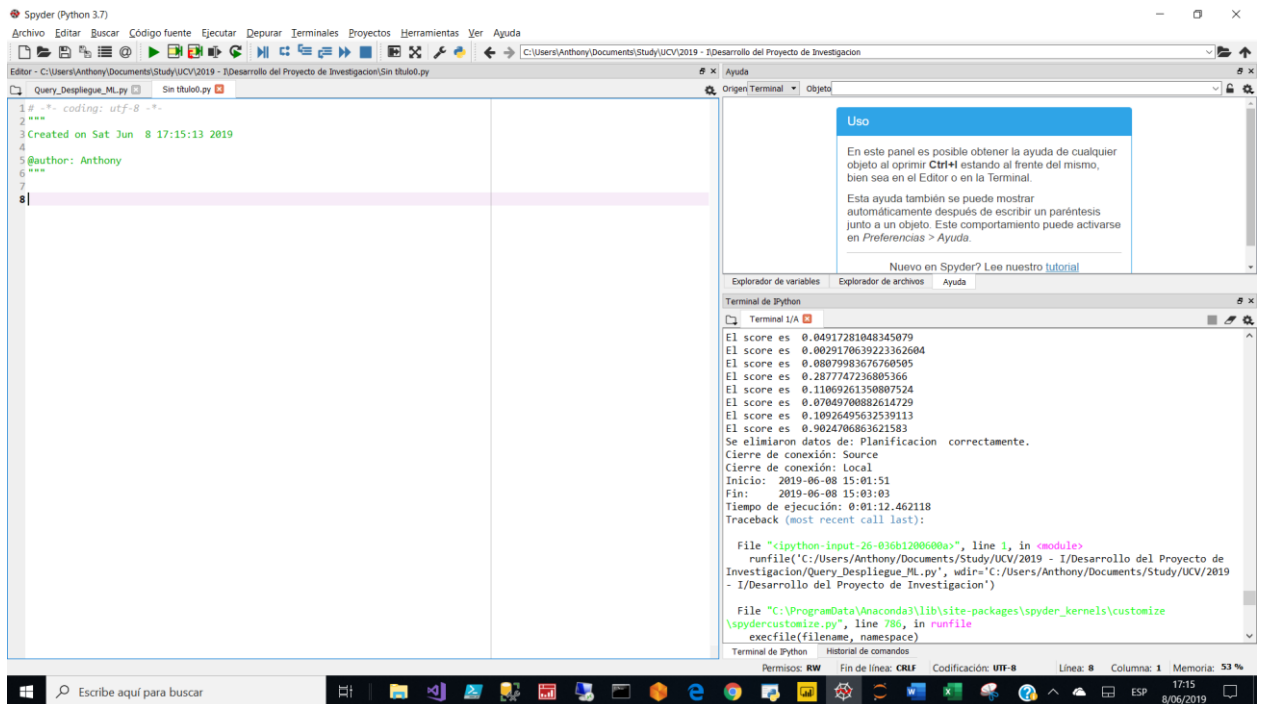 Spyder (Python 3.7)
Archivo Editar Buscar Código fuente Ejecutar Depurar Terminales Proyectos Herramientas Ver Ayuda
C:\Users\Anthony\Documents\Study\UCV\2019 - I\Desarrollo del Proyecto de Investigacion
Editor - C:\Users\Anthony\Documents\Study\UCV\2019 - I\Desarrollo del Proyecto de Investigacion\Sin título0.py
Query_Despliegue_ML.py Sin título0.py
1 # -*- coding: utf-8 -*-
2 """
3 Created on Sat Jun  8 17:15:13 2019
4
5 @author: Anthony
6 """
7
8
Ayuda
Origen Terminal Objeto
Uso
En este panel es posible obtener la ayuda de cualquier
objeto al oprimir Ctrl+I estando al frente del mismo,
bien sea en el Editor o en la Terminal.
Esta ayuda también se puede mostrar
automáticamente después de escribir un paréntesis
junto a un objeto. Este comportamiento puede activarse
en Preferencias > Ayuda.
Nuevo en Spyder? Lee nuestro tutorial
Explorador de variables Explorador de archivos Ayuda
Terminal de IPython
Terminal 1/A
El score es  0.04917281048345079
El score es  0.0029170639223362604
El score es  0.08079983676760505
El score es  0.2877747236805366
El score es  0.11069261350807524
El score es  0.07049700882614729
El score es  0.10926495632539113
El score es  0.9024706863621583
Se elimiaron datos de: Planificacion  correctamente.
Cierre de conexión: Source
Cierre de conexión: Local
Inicio:  2019-06-08 15:01:51
Fin:     2019-06-08 15:03:03
Tiempo de ejecución: 0:01:12.462118
Traceback (most recent call last):
File "<ipython-input-26-036b1200600a>", line 1, in <module>
runfile('C:/Users/Anthony/Documents/Study/UCV/2019 - I/Desarrollo del Proyecto de
Investigacion/Query_Despliegue_ML.py', wdir='C:/Users/Anthony/Documents/Study/UCV/2019
- I/Desarrollo del Proyecto de Investigacion')
File "C:\ProgramData\Anaconda3\lib\site-packages\spyder_kernels\customize
\spydercustomize.py", line 786, in runfile
execfile(filename, namespace)
Terminal de IPython Historial de comandos
Permisos: RW Fin de línea: CRLF Codificación: UTF-8 Línea: 8 Columna: 1 Memoria: 53 %
Escribe aquí para buscar
ESP
17:15
8/06/2019